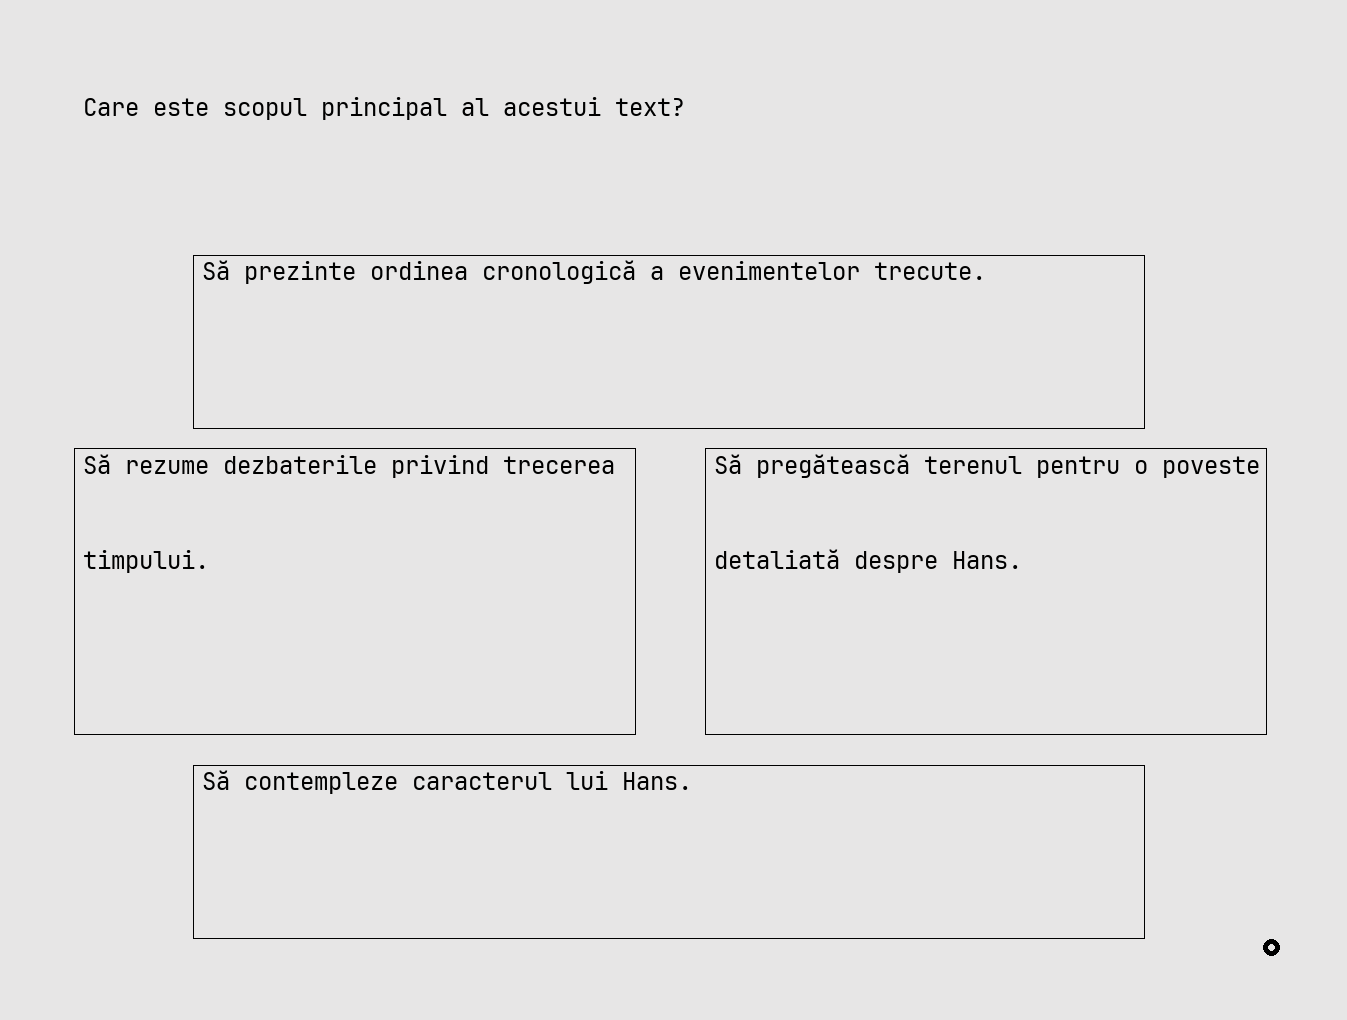 Care este scopul principal al acestui text?
Să prezinte ordinea cronologică a evenimentelor trecute.
Să rezume dezbaterile privind trecerea
timpului.
Să pregătească terenul pentru o poveste
detaliată despre Hans.
Să contempleze caracterul lui Hans.